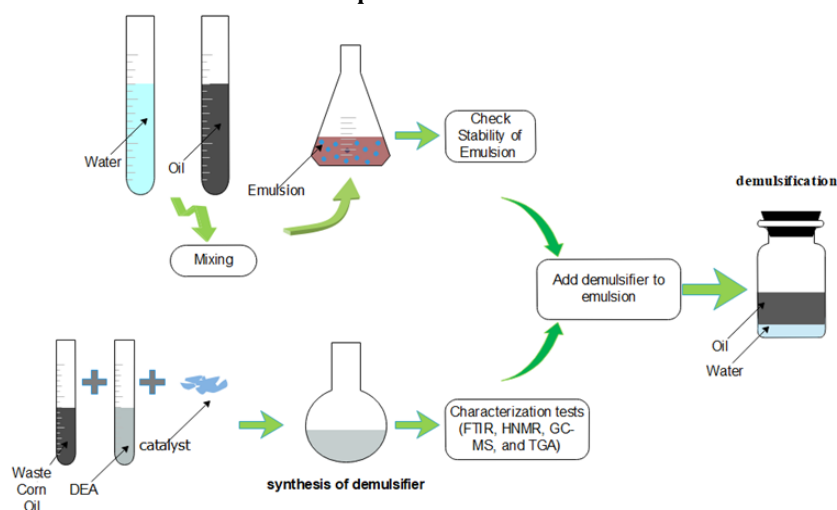 Water
Oil
Emulsion
Mixing
Check
Stability of
Emulsion
demulsification
Add demulsifier to
emulsion
Oil
Water
Waste
Corn
Oil
DEA
catalyst
synthesis of demulsifier
Characterization tests
(FTIR, HNMR, GC-
MS, and TGA)